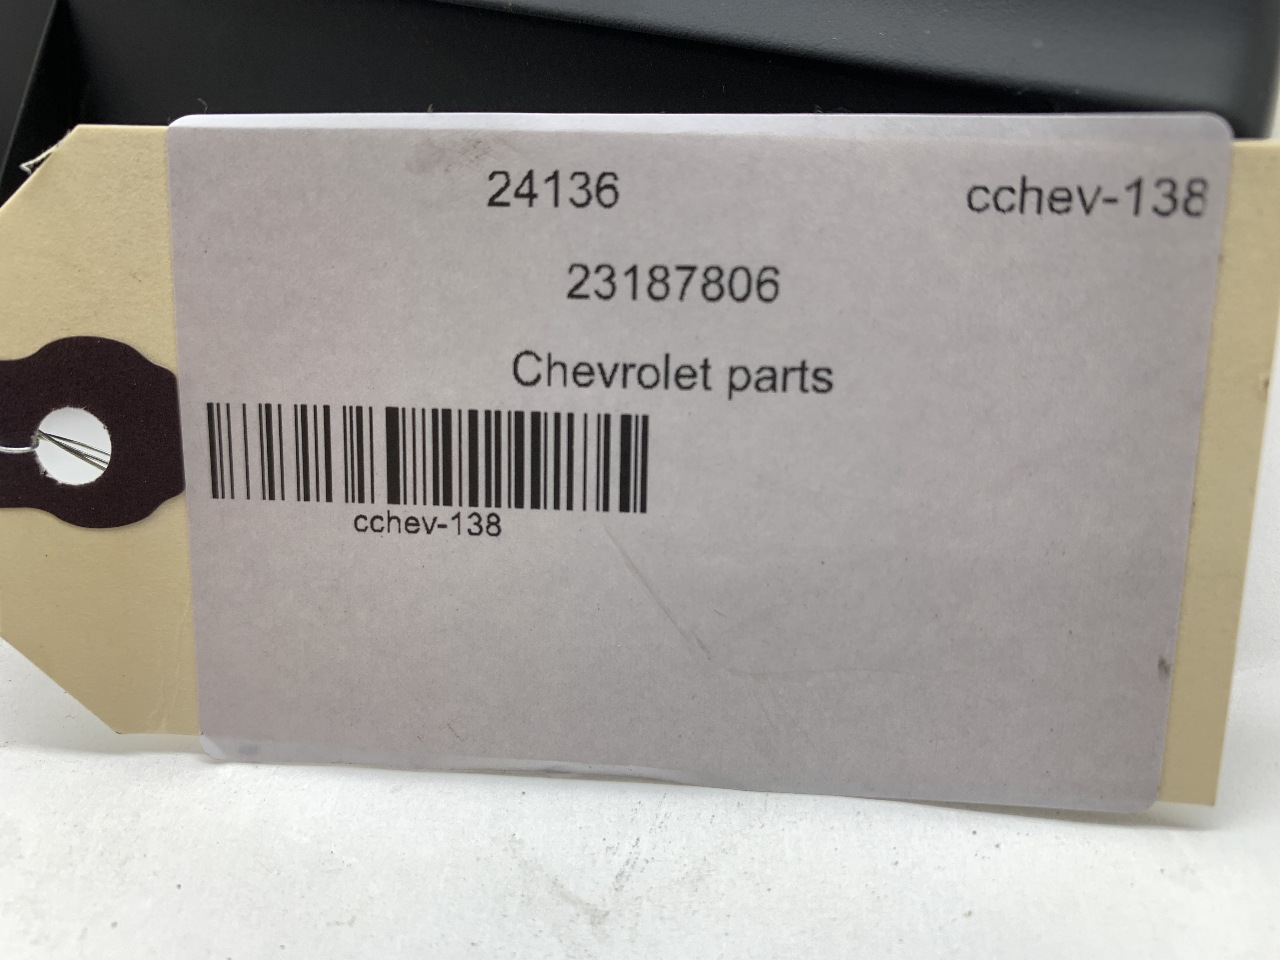 24136 cchev-138
23187806
Chevrolet parts
cchev-138